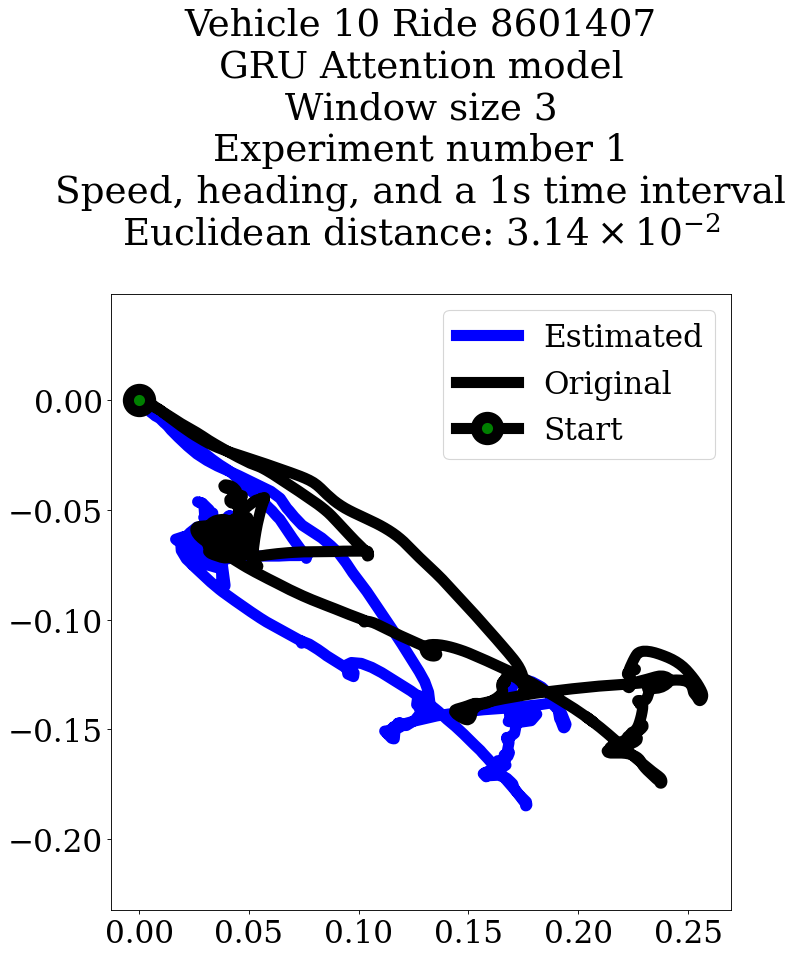 Vehicle 10 Ride 8601407
GRU Attention model
Window size 3
Experiment number 1
Speed, heading, and a 1s time interval
Euclidean distance: 3.14 × 10⁻²
Estimated
Original
Start
0.00
−0.05
−0.10
−0.15
−0.20
0.00 0.05 0.10 0.15 0.20 0.25